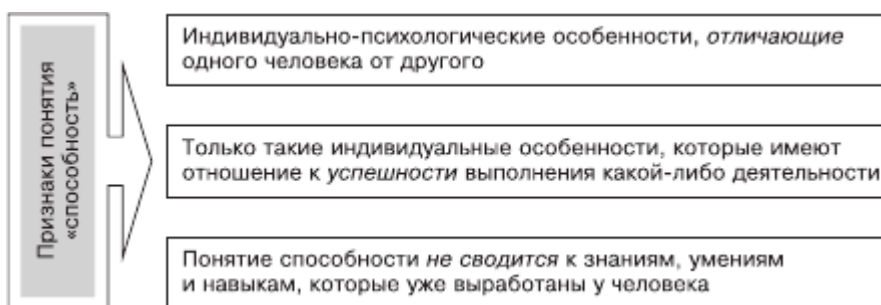 Признаки понятия
«способность»
Индивидуально-психологические особенности, отличающие
одного человека от другого
Только такие индивидуальные особенности, которые имеют
отношение к успешности выполнения какой-либо деятельности
Понятие способности не сводится к знаниям, умениям
и навыкам, которые уже выработаны у человека